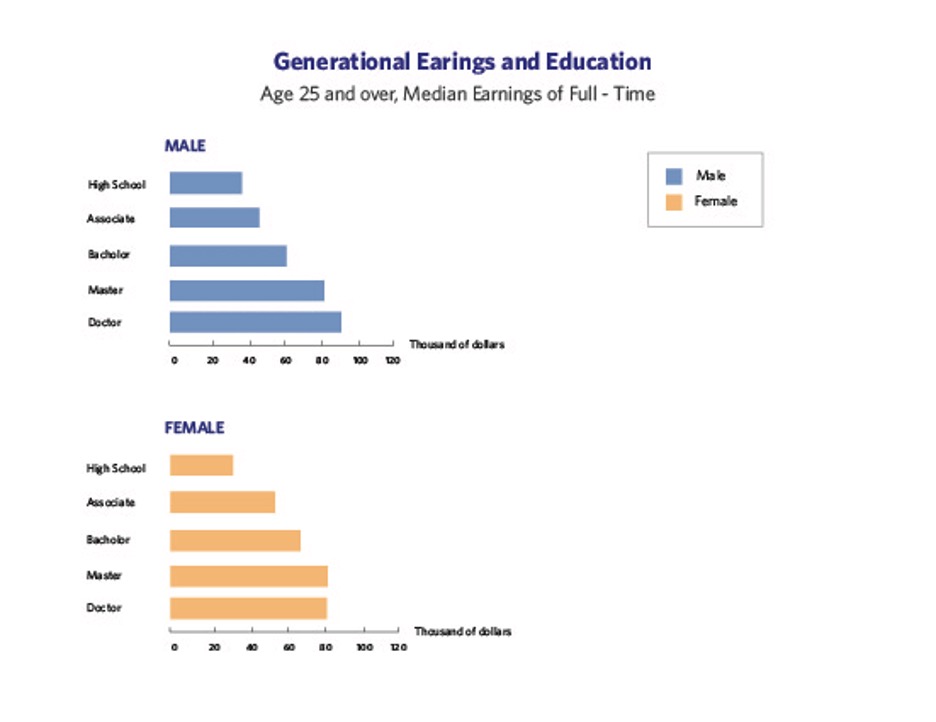 Generational Earings and Education
Age 25 and over, Median Earnings of Full - Time
MALE
Male
Female
High School
Associate
Bacholor
Master
Doctor
Thousand of dollars
0 20 40 60 80 100 120
FEMALE
High School
Associate
Bacholor
Master
Doctor
Thousand of dollars
0 20 40 60 80 100 120